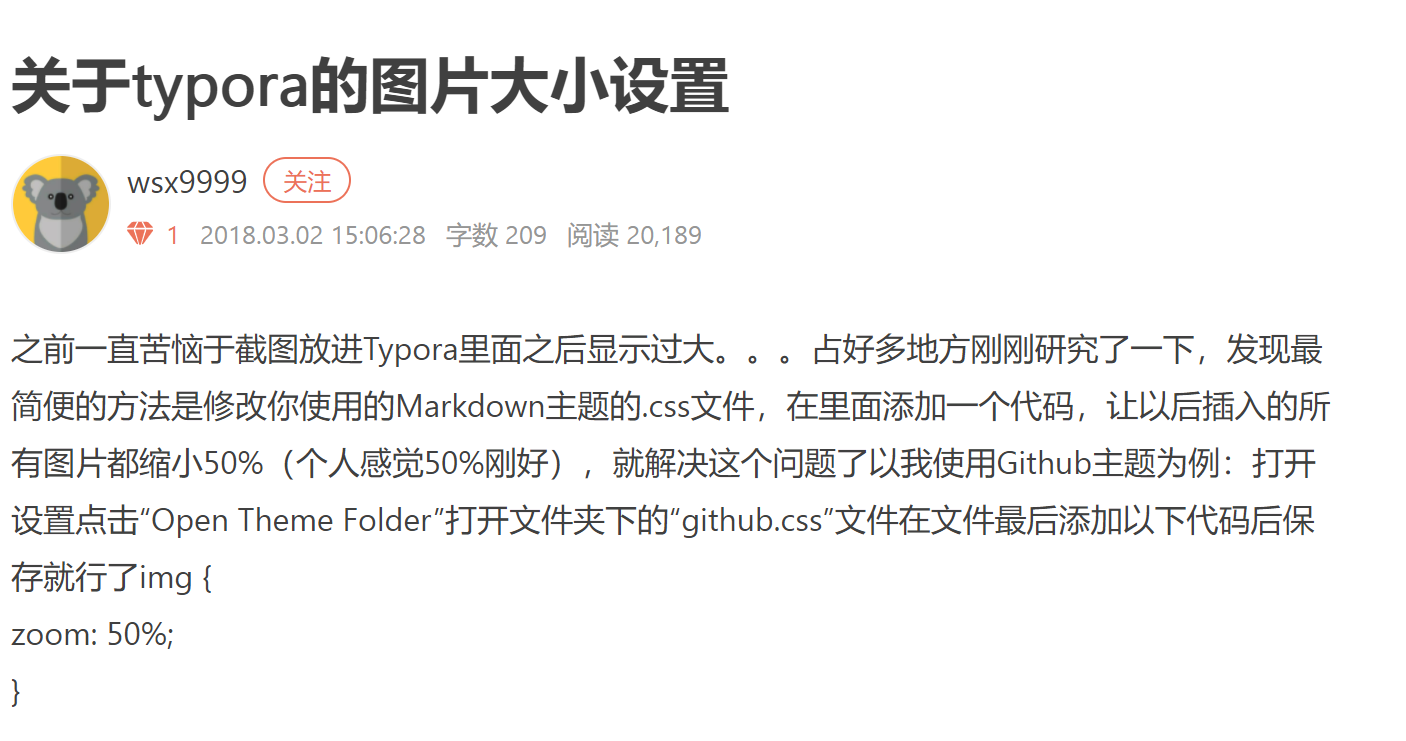 关于typora的图片大小设置
wsx9999 关注
1 2018.03.02 15:06:28 字数 209 阅读 20,189
之前一直苦恼于截图放进Typora里面之后显示过大。。。占好多地方刚刚研究了一下，发现最
简便的方法是修改你使用的Markdown主题的.css文件，在里面添加一个代码，让以后插入的所
有图片都缩小50%（个人感觉50%刚好），就解决这个问题了以我使用Github主题为例：打开
设置点击“Open Theme Folder”打开文件夹下的“github.css”文件在文件最后添加以下代码后保
存就行了img {
zoom: 50%;
}